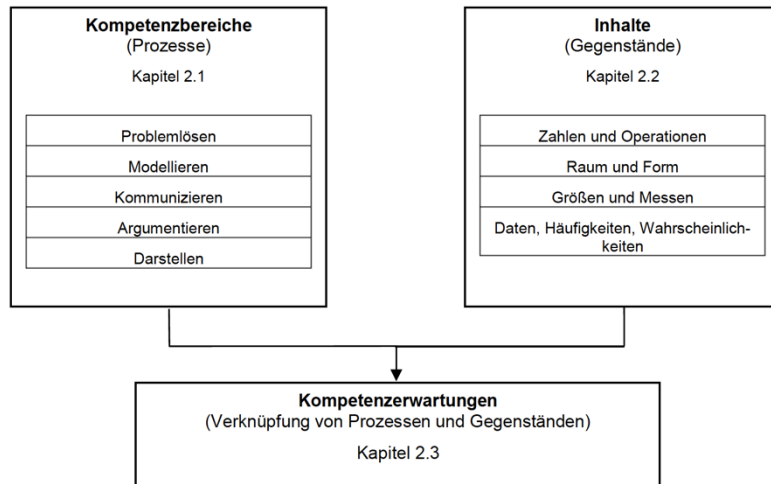 Kompetenzbereiche
(Prozesse)
Kapitel 2.1
Problemlösen
Modellieren
Kommunizieren
Argumentieren
Darstellen
Inhalte
(Gegenstände)
Kapitel 2.2
Zahlen und Operationen
Raum und Form
Größen und Messen
Daten, Häufigkeiten, Wahrscheinlich-
keiten
Kompetenzerwartungen
(Verknüpfung von Prozessen und Gegenständen)
Kapitel 2.3